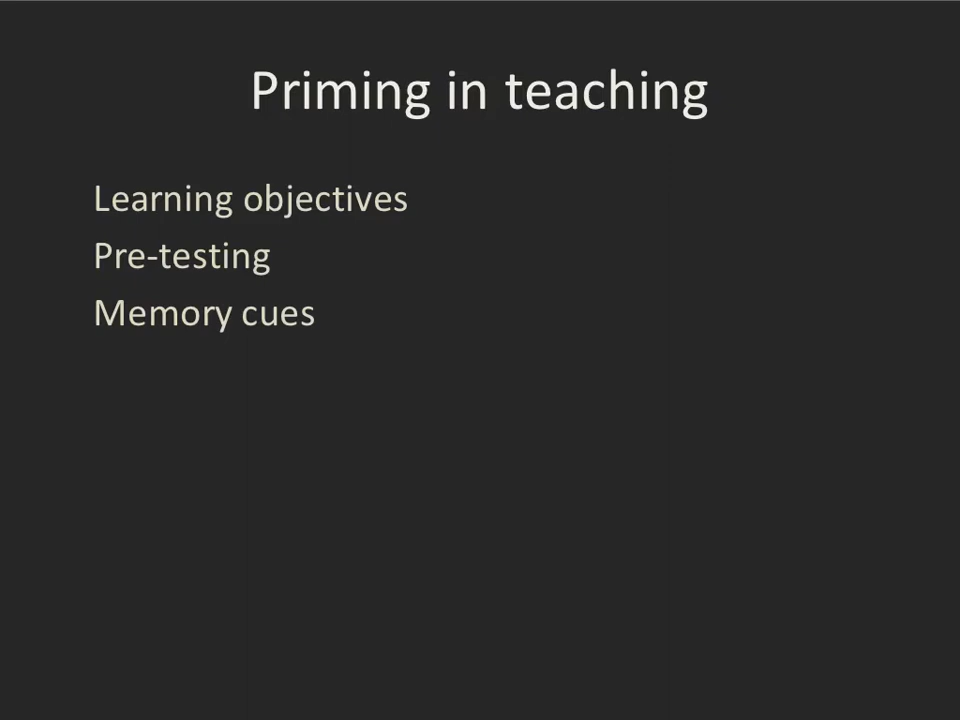 Priming in teaching
Learning objectives
Pre-testing
Memory cues